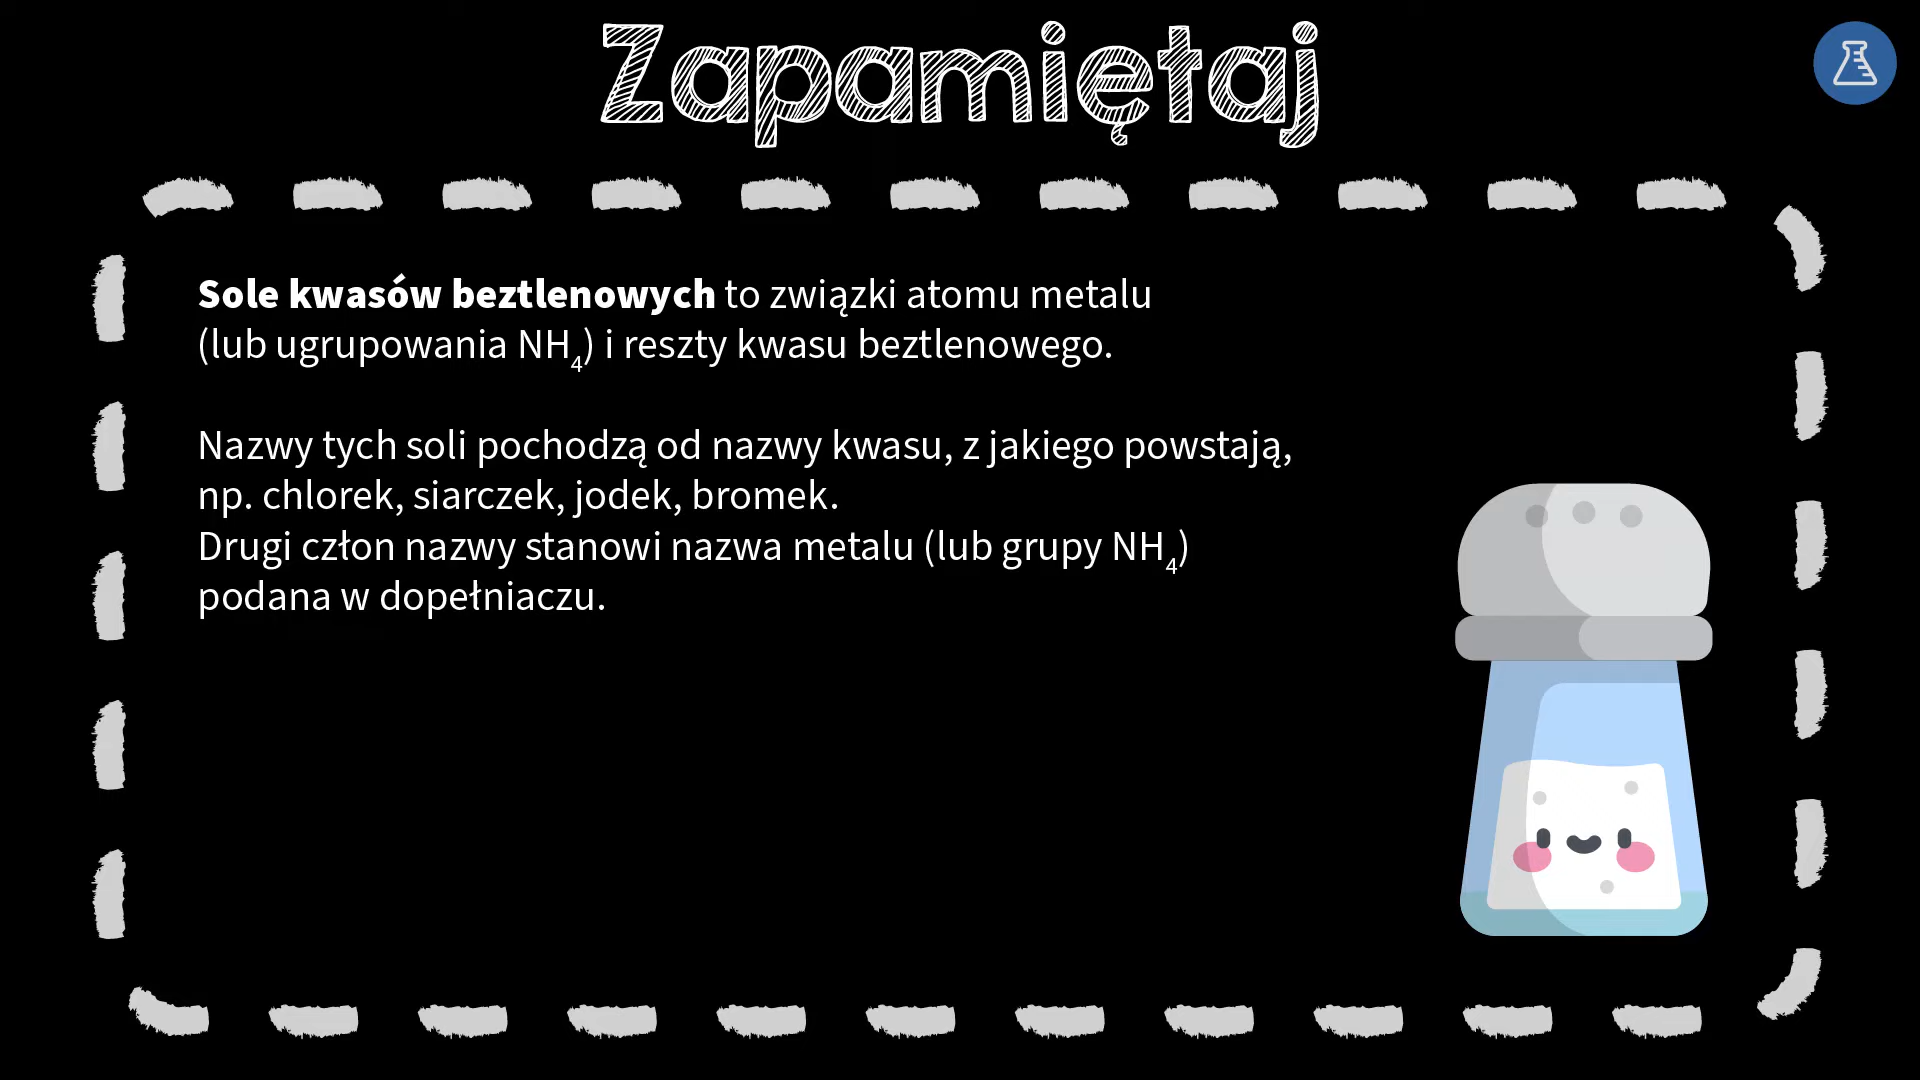 Zapamiętaj
Sole kwasów beztlenowych to związki atomu metalu
(lub ugrupowania NH₄) i reszty kwasu beztlenowego.
Nazwy tych soli pochodzą od nazwy kwasu, z jakiego powstają,
np. chlorek, siarczek, jodek, bromek.
Drugi człon nazwy stanowi nazwa metalu (lub grupy NH₄)
podana w dopełniaczu.